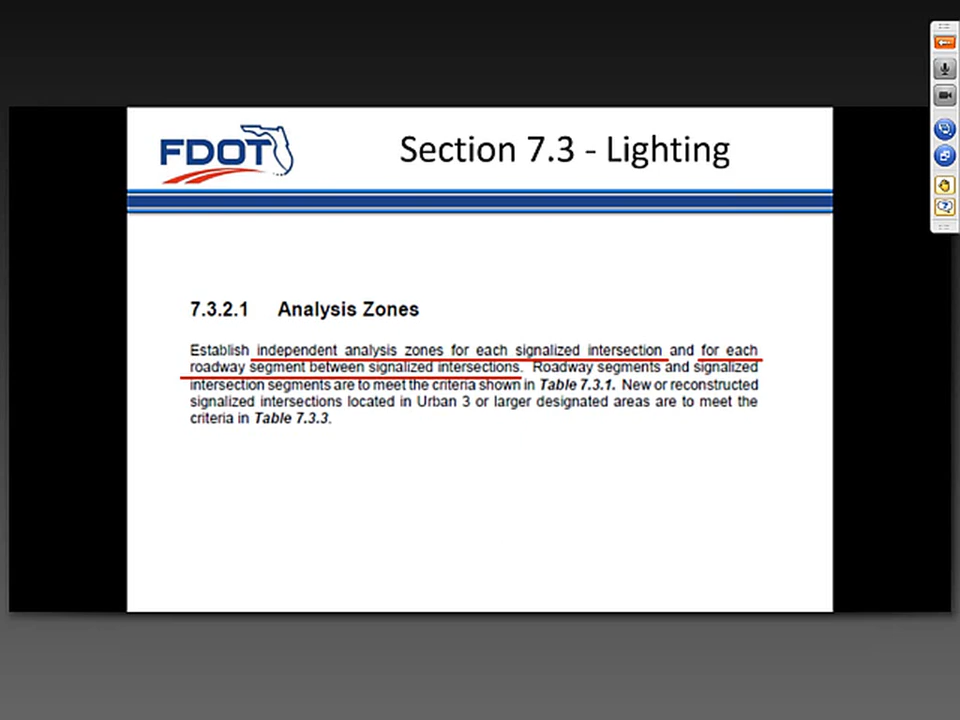 FDOT
Section 7.3 - Lighting
7.3.2.1 Analysis Zones
Establish independent analysis zones for each signalized intersection and for each
roadway segment between signalized intersections. Roadway segments and signalized
intersection segments are to meet the criteria shown in Table 7.3.1. New or reconstructed
signalized intersections located in Urban 3 or larger designated areas are to meet the
criteria in Table 7.3.3.